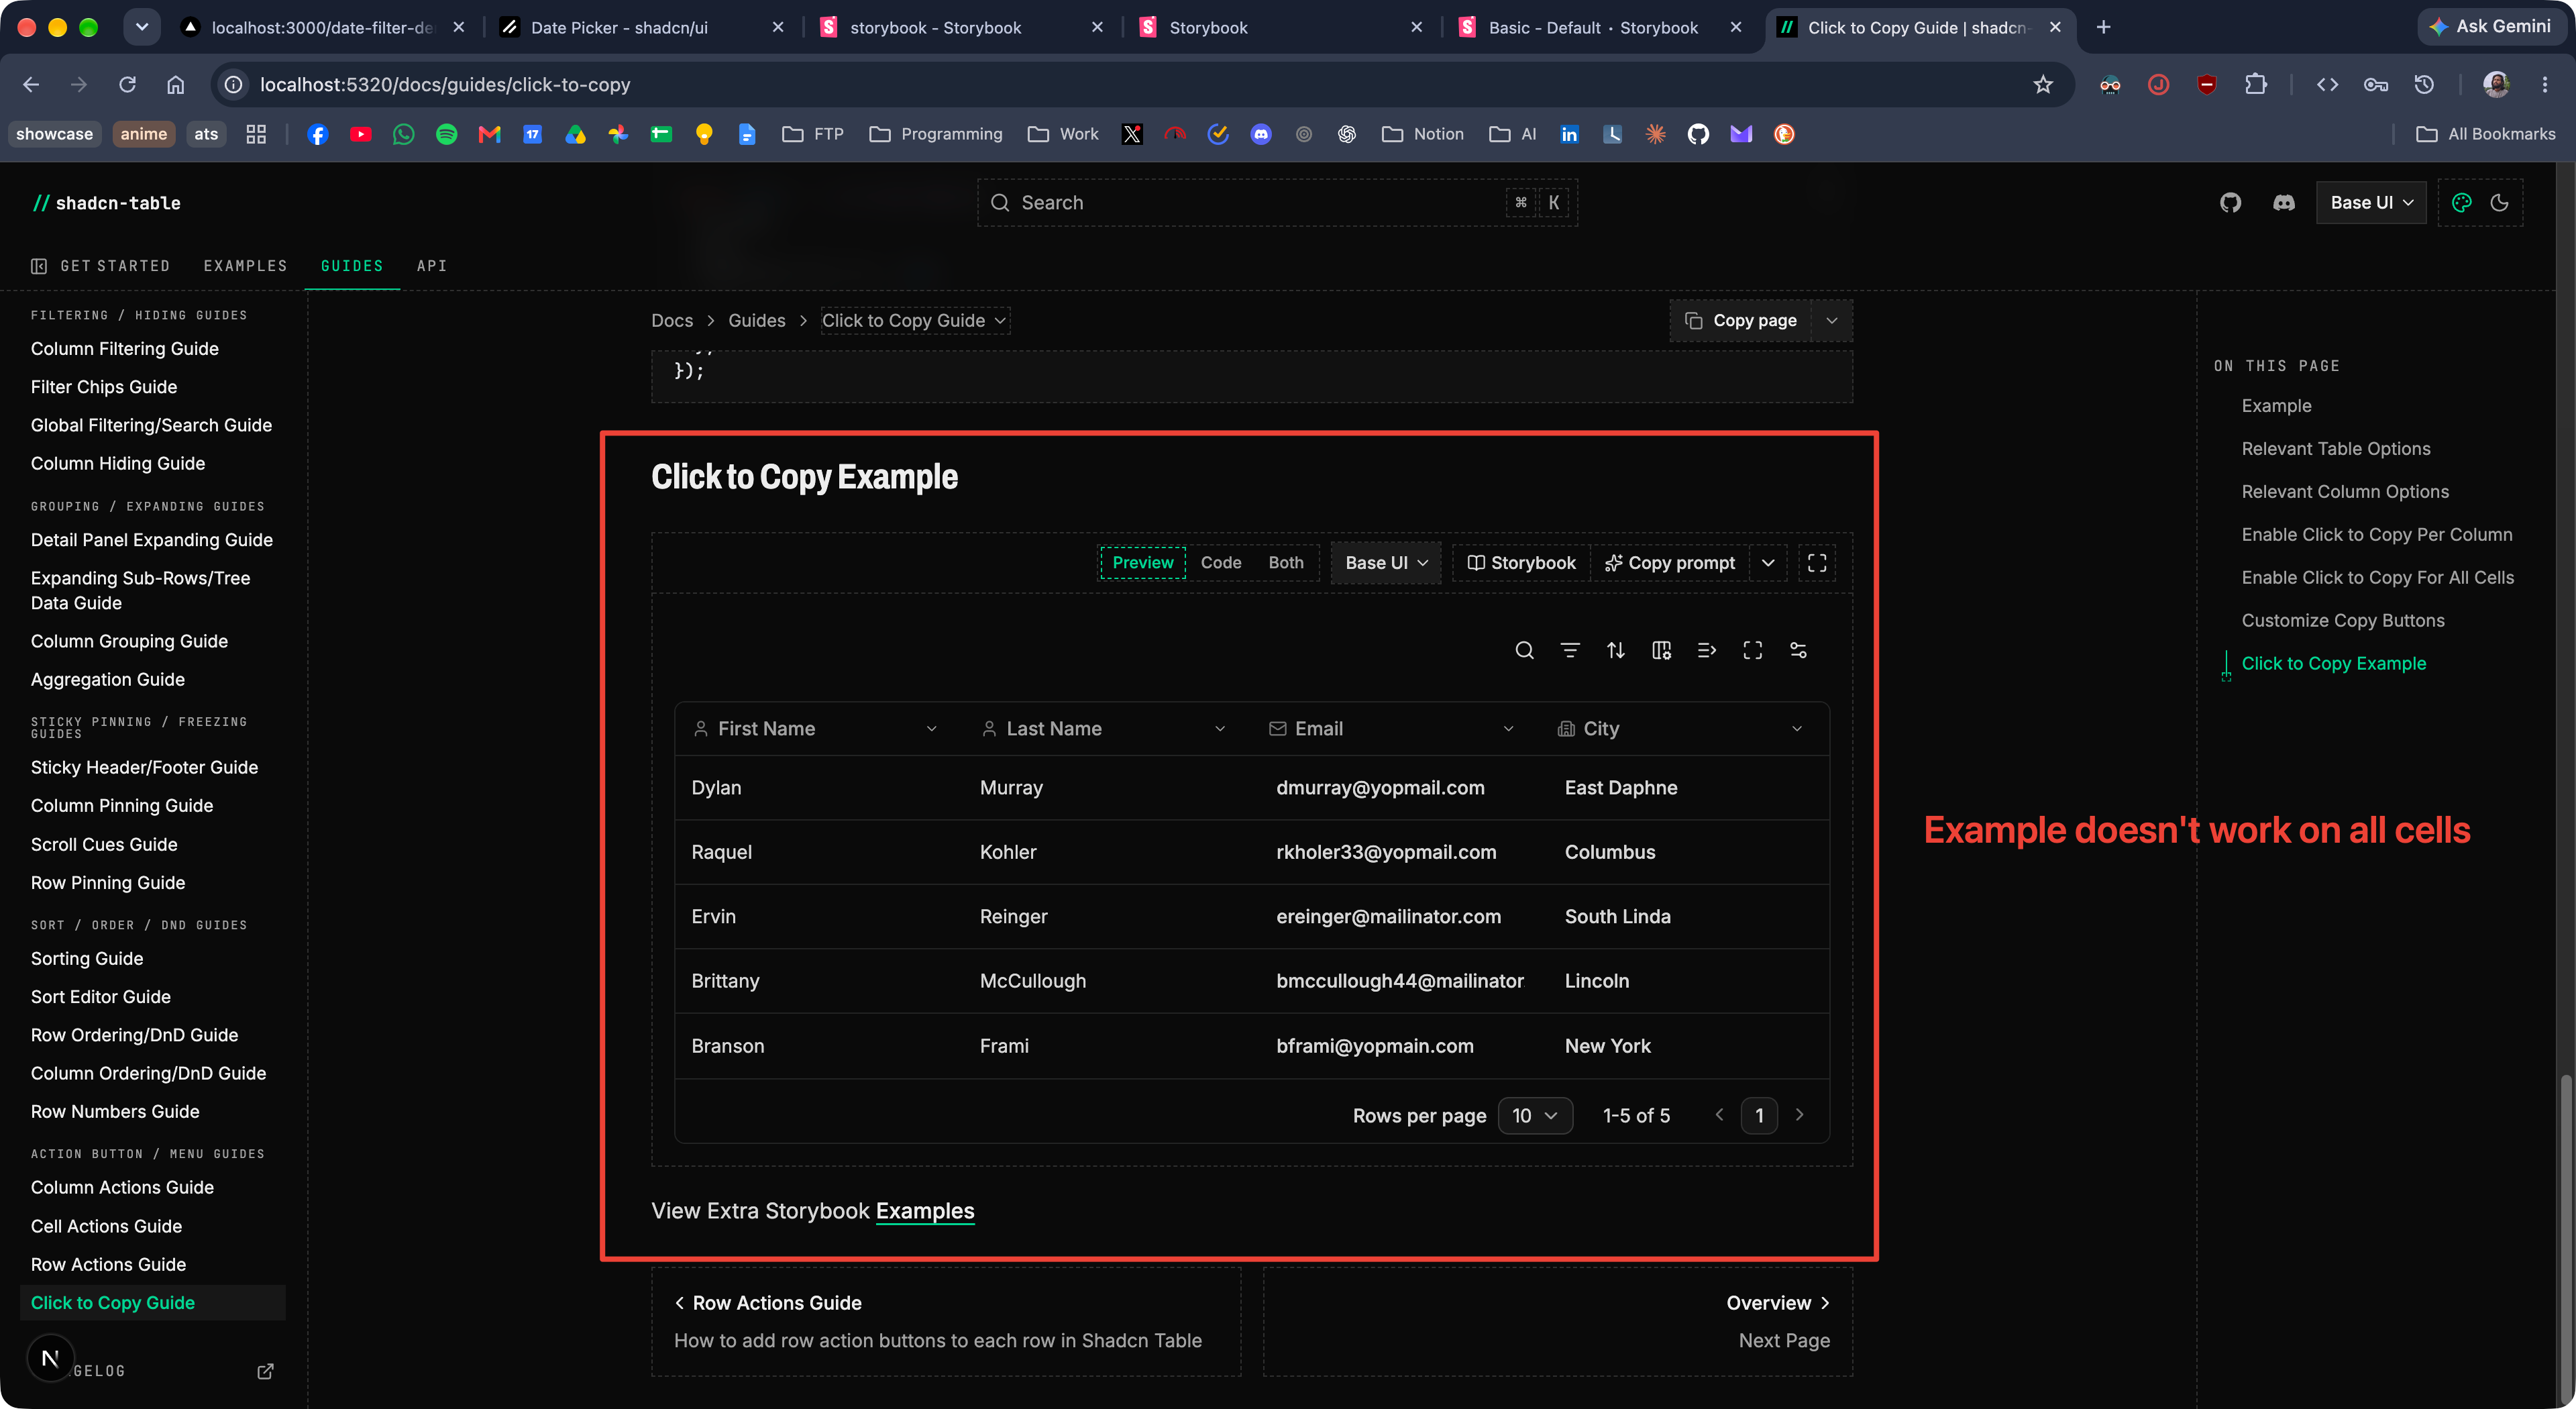 localhost:3000/date-filter-de
Date Picker - shadcn/ui
storybook - Storybook
Storybook
Basic - Default • Storybook
Click to Copy Guide | shadcn-
Ask Gemini
localhost:5320/docs/guides/click-to-copy
showcase
anime
ats
17
FTP
Programming
Work
Notion
AI
All Bookmarks
// shadcn-table
Search
⌘ K
Base UI
GET STARTED
EXAMPLES
GUIDES
API
FILTERING / HIDING GUIDES
Column Filtering Guide
Filter Chips Guide
Global Filtering/Search Guide
Column Hiding Guide
GROUPING / EXPANDING GUIDES
Detail Panel Expanding Guide
Expanding Sub-Rows/Tree
Data Guide
Column Grouping Guide
Aggregation Guide
STICKY PINNING / FREEZING
GUIDES
Sticky Header/Footer Guide
Column Pinning Guide
Scroll Cues Guide
Row Pinning Guide
SORT / ORDER / DND GUIDES
Sorting Guide
Sort Editor Guide
Row Ordering/DnD Guide
Column Ordering/DnD Guide
Row Numbers Guide
ACTION BUTTON / MENU GUIDES
Column Actions Guide
Cell Actions Guide
Row Actions Guide
Click to Copy Guide
N
GELOG
Docs > Guides > Click to Copy Guide
Copy page
});
Click to Copy Example
Preview
Code
Both
Base UI
Storybook
Copy prompt
First Name
Last Name
Email
City
Dylan
Murray
dmurray@yopmail.com
East Daphne
Raquel
Kohler
rkholer33@yopmail.com
Columbus
Ervin
Reinger
ereinger@mailinator.com
South Linda
Brittany
McCullough
bmccullough44@mailinator
Lincoln
Branson
Frami
bframi@yopmain.com
New York
Rows per page
10
1-5 of 5
1
View Extra Storybook Examples
Row Actions Guide
How to add row action buttons to each row in Shadcn Table
Overview
Next Page
ON THIS PAGE
Example
Relevant Table Options
Relevant Column Options
Enable Click to Copy Per Column
Enable Click to Copy For All Cells
Customize Copy Buttons
Click to Copy Example
Example doesn't work on all cells